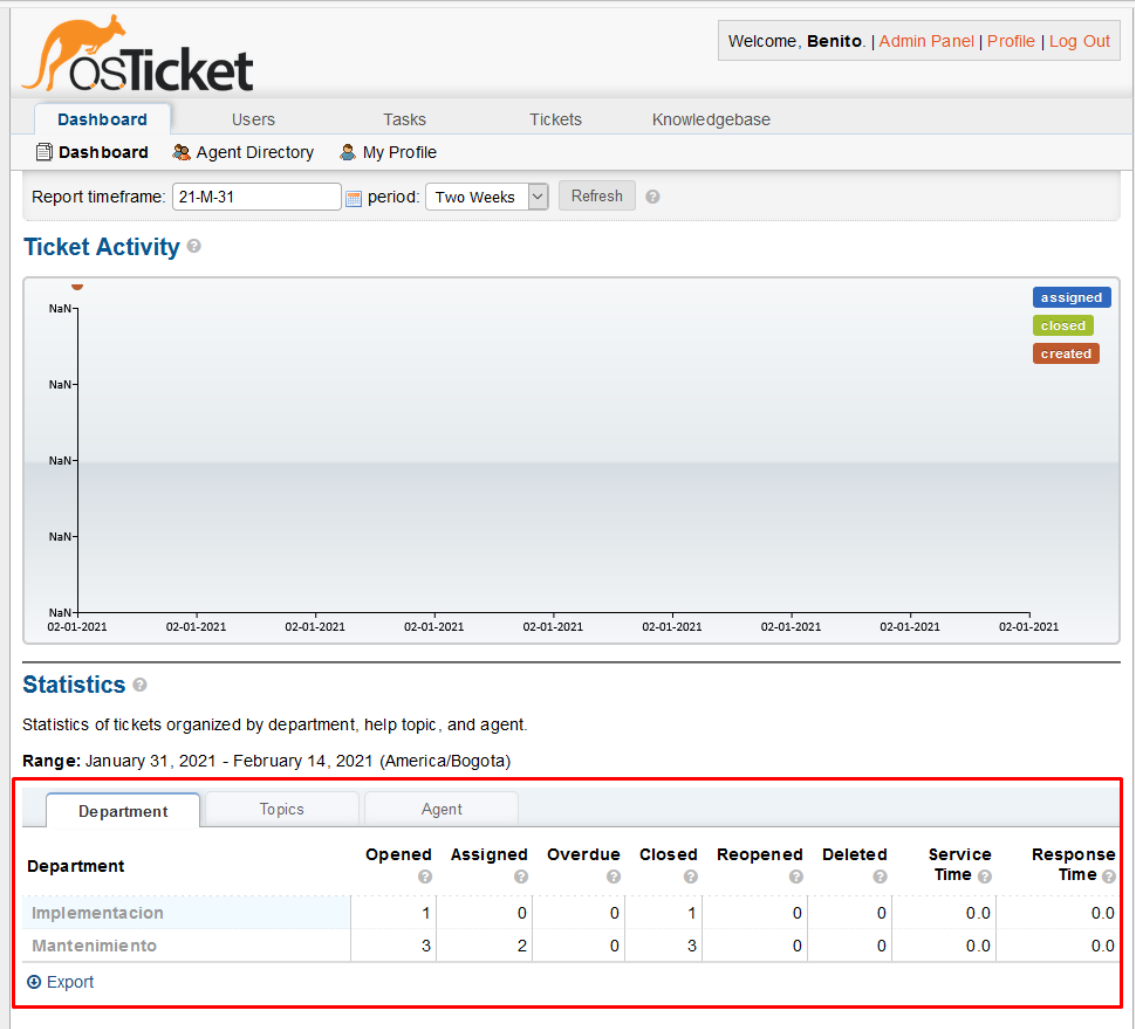 osTicket
Welcome, Benito. | Admin Panel | Profile | Log Out
Dashboard Users Tasks Tickets Knowledgebase
Dashboard Agent Directory My Profile
Report timeframe: 21-M-31 period: Two Weeks Refresh ?
Ticket Activity ?
assigned
closed
created
NaN
NaN
NaN
NaN
NaN
02-01-2021 02-01-2021 02-01-2021 02-01-2021 02-01-2021 02-01-2021 02-01-2021 02-01-2021 02-01-2021
Statistics ?
Statistics of tickets organized by department, help topic, and agent.
Range: January 31, 2021 - February 14, 2021 (America/Bogota)
Department Topics Agent
Department Opened ? Assigned ? Overdue ? Closed ? Reopened ? Deleted ? Service Time ? Response Time ?
Implementacion 1 0 0 1 0 0 0.0 0.0
Mantenimiento 3 2 0 3 0 0 0.0 0.0
Export